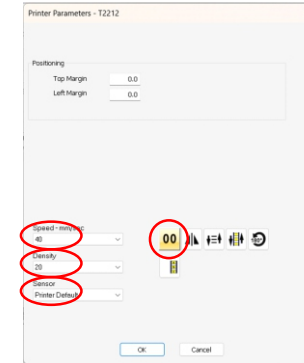 Printer Parameters - T2212
Positioning
Top Margin 0.0
Left Margin 0.0
Speed - mm/sec
40
00
180°
Density
20
Sensor
Printer Default
OK Cancel